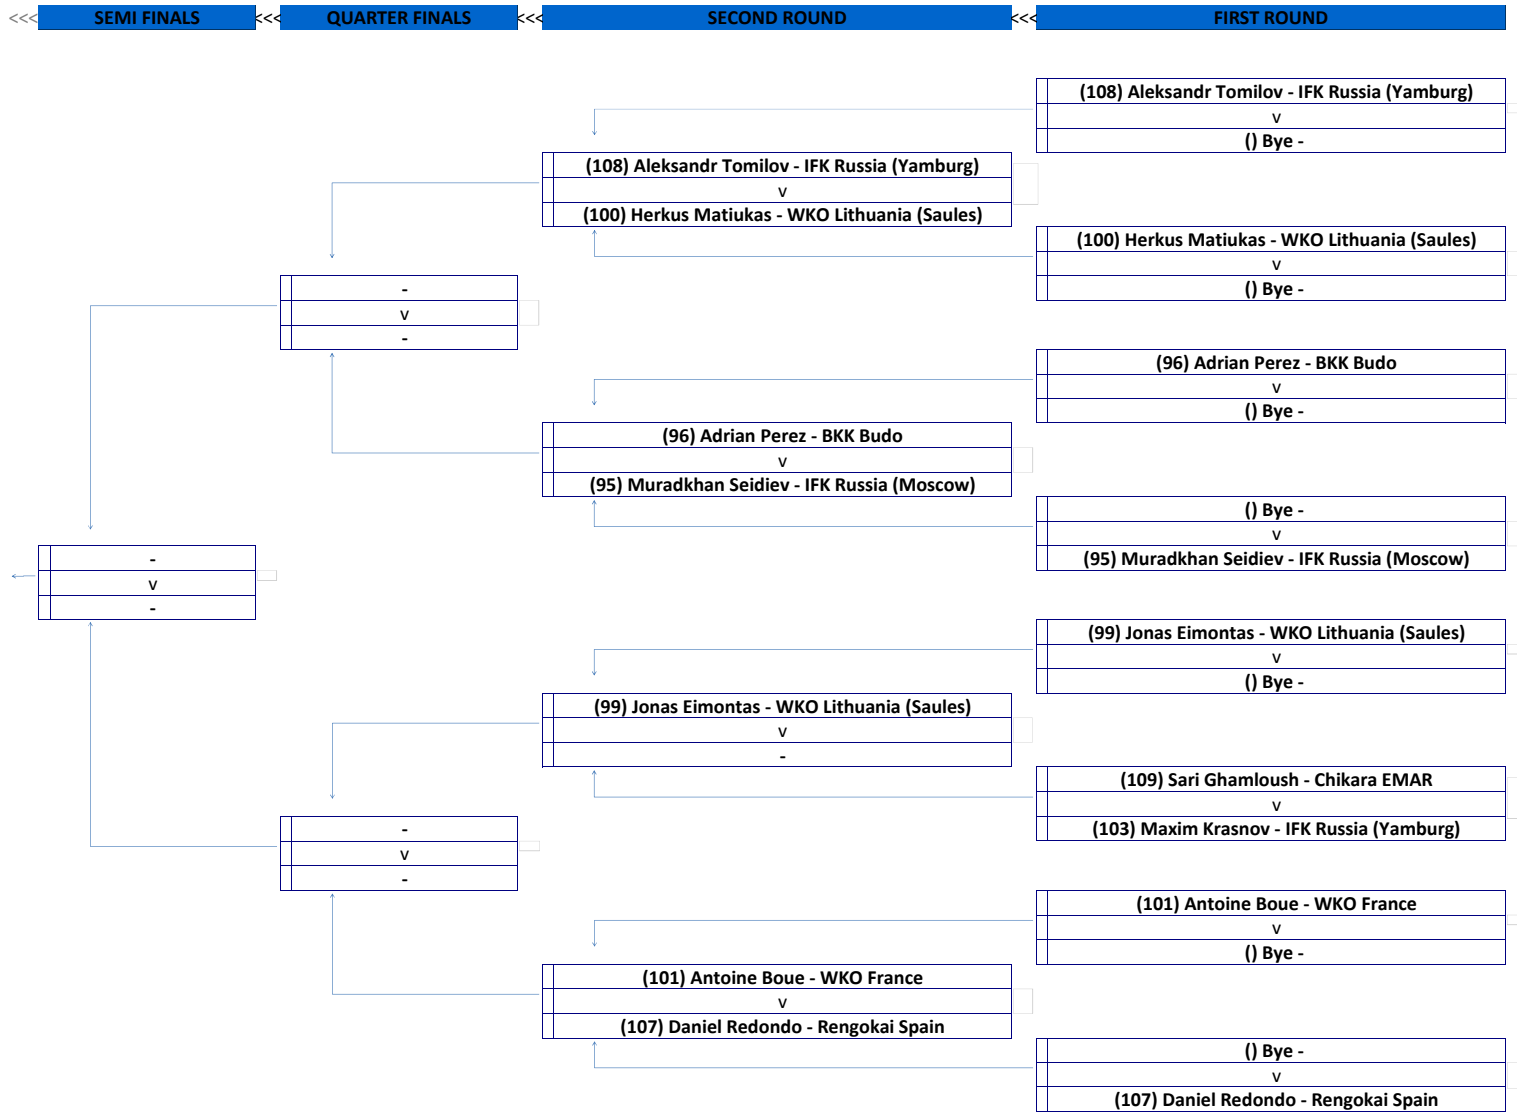 <<< SEMI FINALS <<< QUARTER FINALS <<< SECOND ROUND <<< FIRST ROUND
(108) Aleksandr Tomilov - IFK Russia (Yamburg)
v
() Bye -
(108) Aleksandr Tomilov - IFK Russia (Yamburg)
v
(100) Herkus Matiukas - WKO Lithuania (Saules)
(100) Herkus Matiukas - WKO Lithuania (Saules)
v
() Bye -
-
v
-
(96) Adrian Perez - BKK Budo
v
() Bye -
(96) Adrian Perez - BKK Budo
v
(95) Muradkhan Seidiev - IFK Russia (Moscow)
() Bye -
v
(95) Muradkhan Seidiev - IFK Russia (Moscow)
-
v
-
(99) Jonas Eimontas - WKO Lithuania (Saules)
v
() Bye -
(99) Jonas Eimontas - WKO Lithuania (Saules)
v
-
(109) Sari Ghamloush - Chikara EMAR
v
(103) Maxim Krasnov - IFK Russia (Yamburg)
-
v
-
(101) Antoine Boue - WKO France
v
() Bye -
(101) Antoine Boue - WKO France
v
(107) Daniel Redondo - Rengokai Spain
() Bye -
v
(107) Daniel Redondo - Rengokai Spain